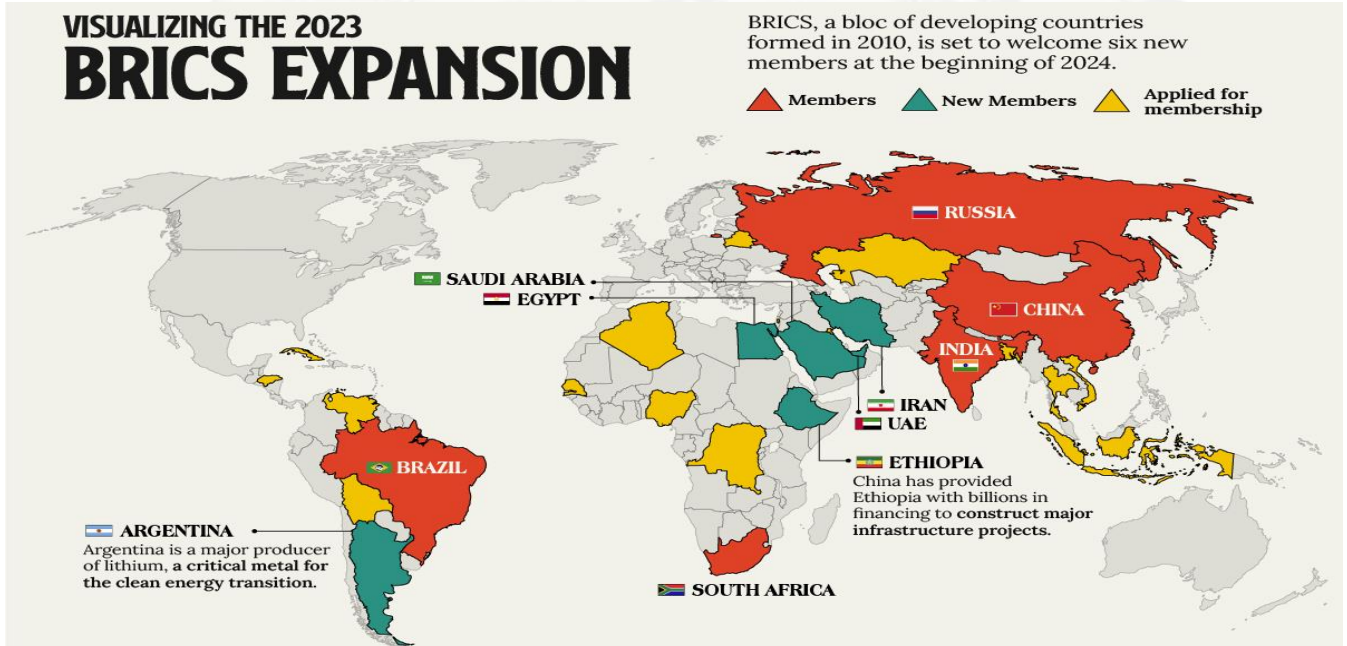 VISUALIZING THE 2023
BRICS EXPANSION
BRICS, a bloc of developing countries
formed in 2010, is set to welcome six new
members at the beginning of 2024.
Members
New Members
Applied for
membership
RUSSIA
SAUDI ARABIA
EGYPT
CHINA
INDIA
IRAN
UAE
BRAZIL
ETHIOPIA
China has provided
Ethiopia with billions in
financing to construct major
infrastructure projects.
ARGENTINA
Argentina is a major producer
of lithium, a critical metal for
the clean energy transition.
SOUTH AFRICA